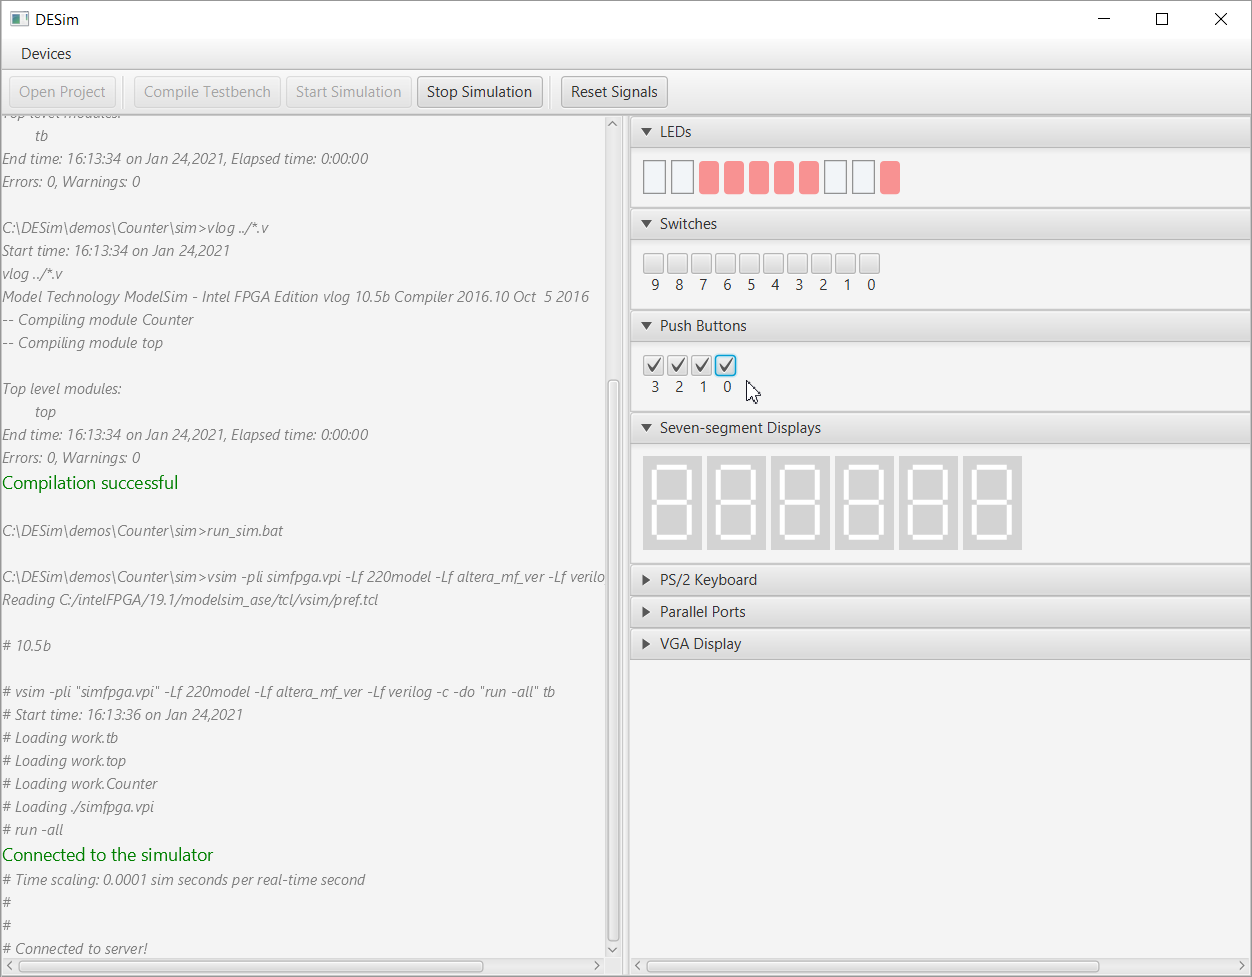 DESim
Devices
Open Project Compile Testbench Start Simulation Stop Simulation Reset Signals
Top level modules:
tb
End time: 16:13:34 on Jan 24,2021, Elapsed time: 0:00:00
Errors: 0, Warnings: 0
C:\DESim\demos\Counter\sim>vlog ../*.v
Start time: 16:13:34 on Jan 24,2021
vlog ../*.v
Model Technology ModelSim - Intel FPGA Edition vlog 10.5b Compiler 2016.10 Oct  5 2016
-- Compiling module Counter
-- Compiling module top
Top level modules:
top
End time: 16:13:34 on Jan 24,2021, Elapsed time: 0:00:00
Errors: 0, Warnings: 0
Compilation successful
C:\DESim\demos\Counter\sim>run_sim.bat
C:\DESim\demos\Counter\sim>vsim -pli simfpga.vpi -Lf 220model -Lf altera_mf_ver -Lf verilo
Reading C:/intelFPGA/19.1/modelsim_ase/tcl/vsim/pref.tcl
# 10.5b
# vsim -pli "simfpga.vpi" -Lf 220model -Lf altera_mf_ver -Lf verilog -c -do "run -all" tb
# Start time: 16:13:36 on Jan 24,2021
# Loading work.tb
# Loading work.top
# Loading work.Counter
# Loading ./simfpga.vpi
# run -all
Connected to the simulator
# Time scaling: 0.0001 sim seconds per real-time second
#
#
# Connected to server!
LEDs
Switches
9 8 7 6 5 4 3 2 1 0
Push Buttons
3 2 1 0
Seven-segment Displays
PS/2 Keyboard
Parallel Ports
VGA Display